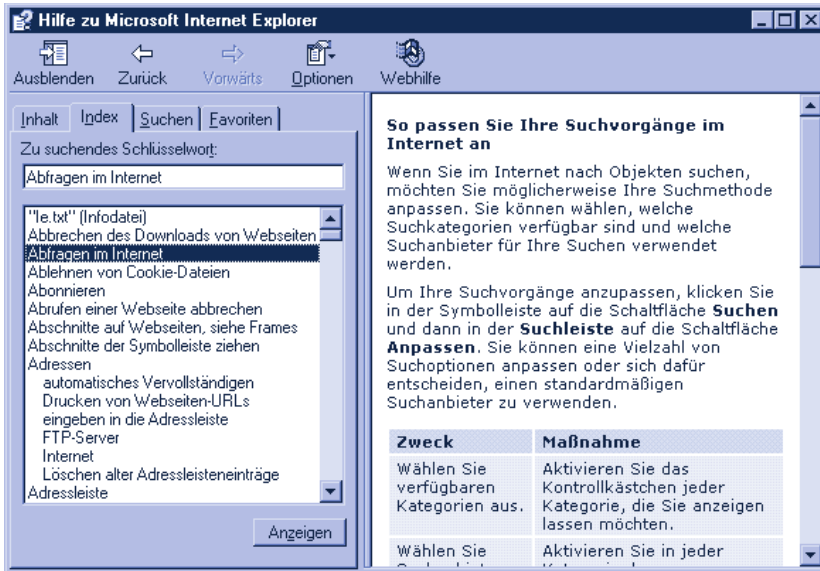 Hilfe zu Microsoft Internet Explorer
Ausblenden Zurück Vorwärts Optionen Webhilfe
Inhalt Index Suchen Favoriten
Zu suchendes Schlüsselwort:
Abfragen im Internet
"Ie.txt" (Infodatei)
Abbrechen des Downloads von Webseiten
Abfragen im Internet
Ablehnen von Cookie-Dateien
Abonnieren
Abrufen einer Webseite abbrechen
Abschnitte auf Webseiten, siehe Frames
Abschnitte der Symbolleiste ziehen
Adressen
automatisches Vervollständigen
Drucken von Webseiten-URLs
eingeben in die Adressleiste
FTP-Server
Internet
Löschen alter Adressleisteneinträge
Adressleiste
Anzeigen
So passen Sie Ihre Suchvorgänge im
Internet an
Wenn Sie im Internet nach Objekten suchen,
möchten Sie möglicherweise Ihre Suchmethode
anpassen. Sie können wählen, welche
Suchkategorien verfügbar sind und welche
Suchanbieter für Ihre Suchen verwendet
werden.
Um Ihre Suchvorgänge anzupassen, klicken Sie
in der Symbolleiste auf die Schaltfläche Suchen
und dann in der Suchleiste auf die Schaltfläche
Anpassen. Sie können eine Vielzahl von
Suchoptionen anpassen oder sich dafür
entscheiden, einen standardmäßigen
Suchanbieter zu verwenden.
Zweck Maßnahme
Wählen Sie Aktivieren Sie das
verfügbaren Kontrollkästchen jeder
Kategorien aus. Kategorie, die Sie anzeigen
lassen möchten.
Wählen Sie Aktivieren Sie in jeder